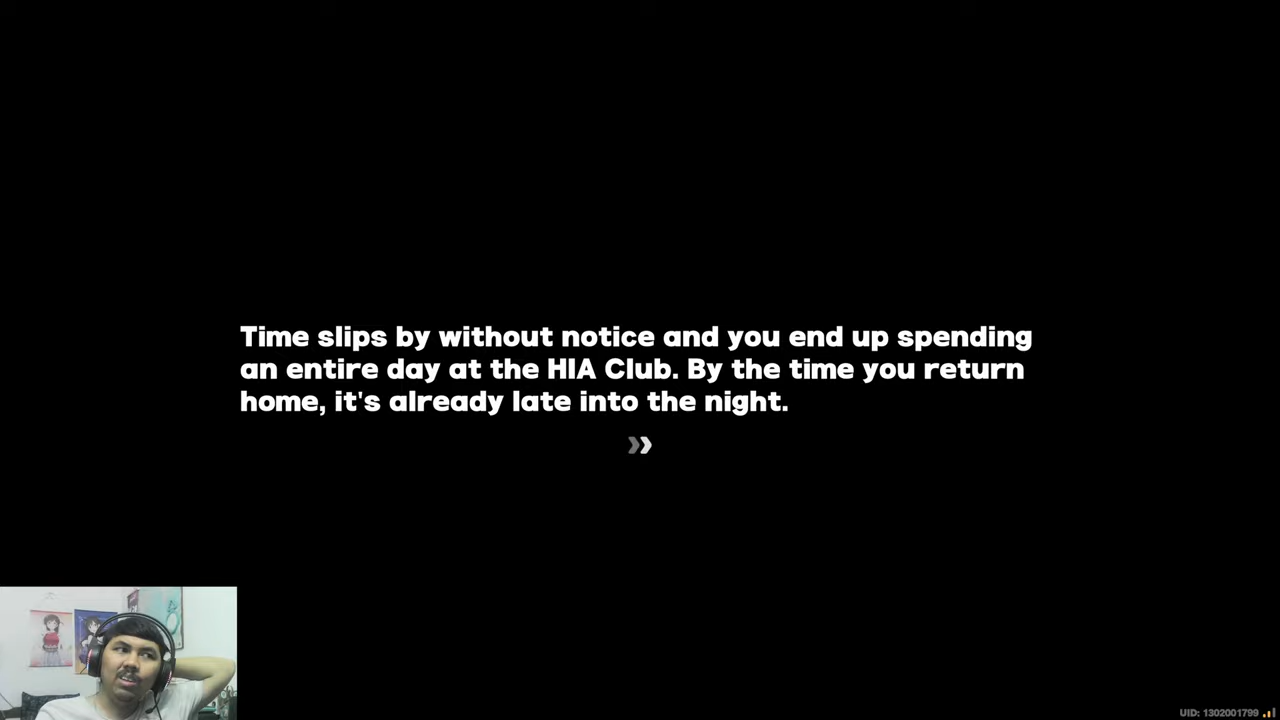 Time slips by without notice and you end up spending
an entire day at the HIA Club. By the time you return
home, it's already late into the night.
UID: 1302001799